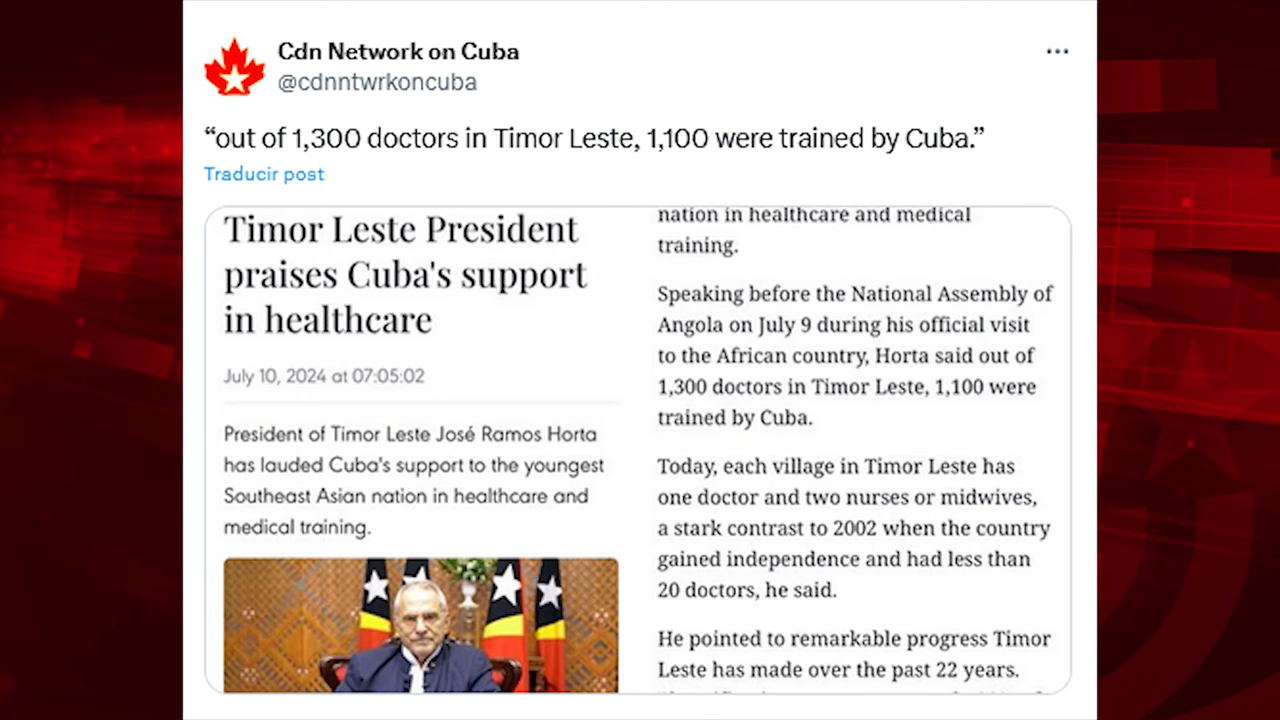 Cdn Network on Cuba
@cdnntwrkoncuba
“out of 1,300 doctors in Timor Leste, 1,100 were trained by Cuba.”
Traducir post
Timor Leste President
praises Cuba's support
in healthcare
July 10, 2024 at 07:05:02
President of Timor Leste José Ramos Horta
has lauded Cuba's support to the youngest
Southeast Asian nation in healthcare and
medical training.
nation in healthcare and medical
training.
Speaking before the National Assembly of
Angola on July 9 during his official visit
to the African country, Horta said out of
1,300 doctors in Timor Leste, 1,100 were
trained by Cuba.
Today, each village in Timor Leste has
one doctor and two nurses or midwives,
a stark contrast to 2002 when the country
gained independence and had less than
20 doctors, he said.
He pointed to remarkable progress Timor
Leste has made over the past 22 years.